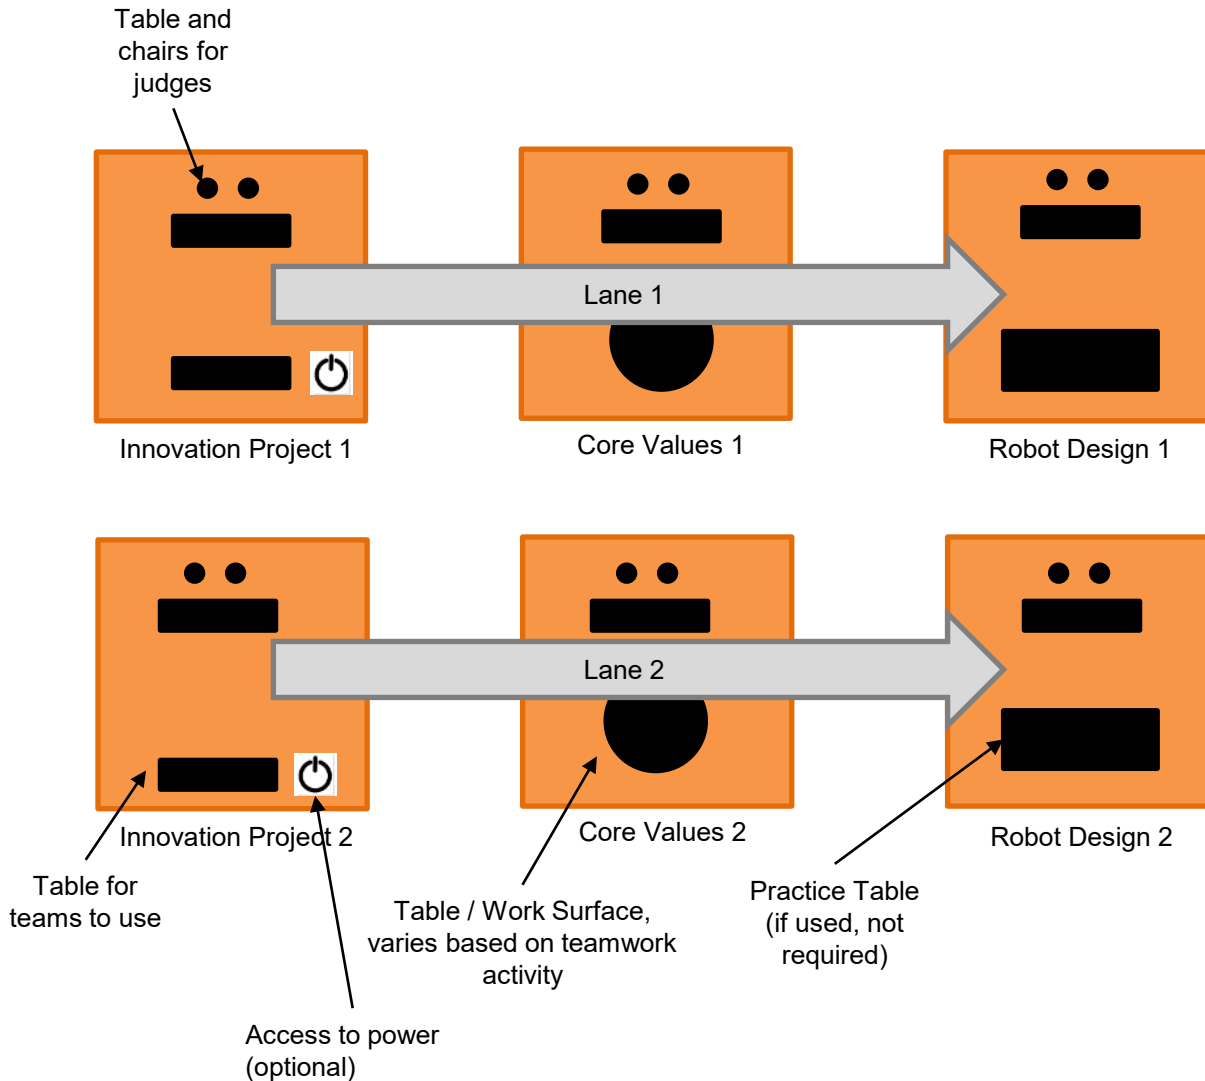 Table and
chairs for
judges
Lane 1
Innovation Project 1
Core Values 1
Robot Design 1
Lane 2
Innovation Project 2
Core Values 2
Robot Design 2
Table for
teams to use
Table / Work Surface,
varies based on teamwork
activity
Practice Table
(if used, not
required)
Access to power
(optional)